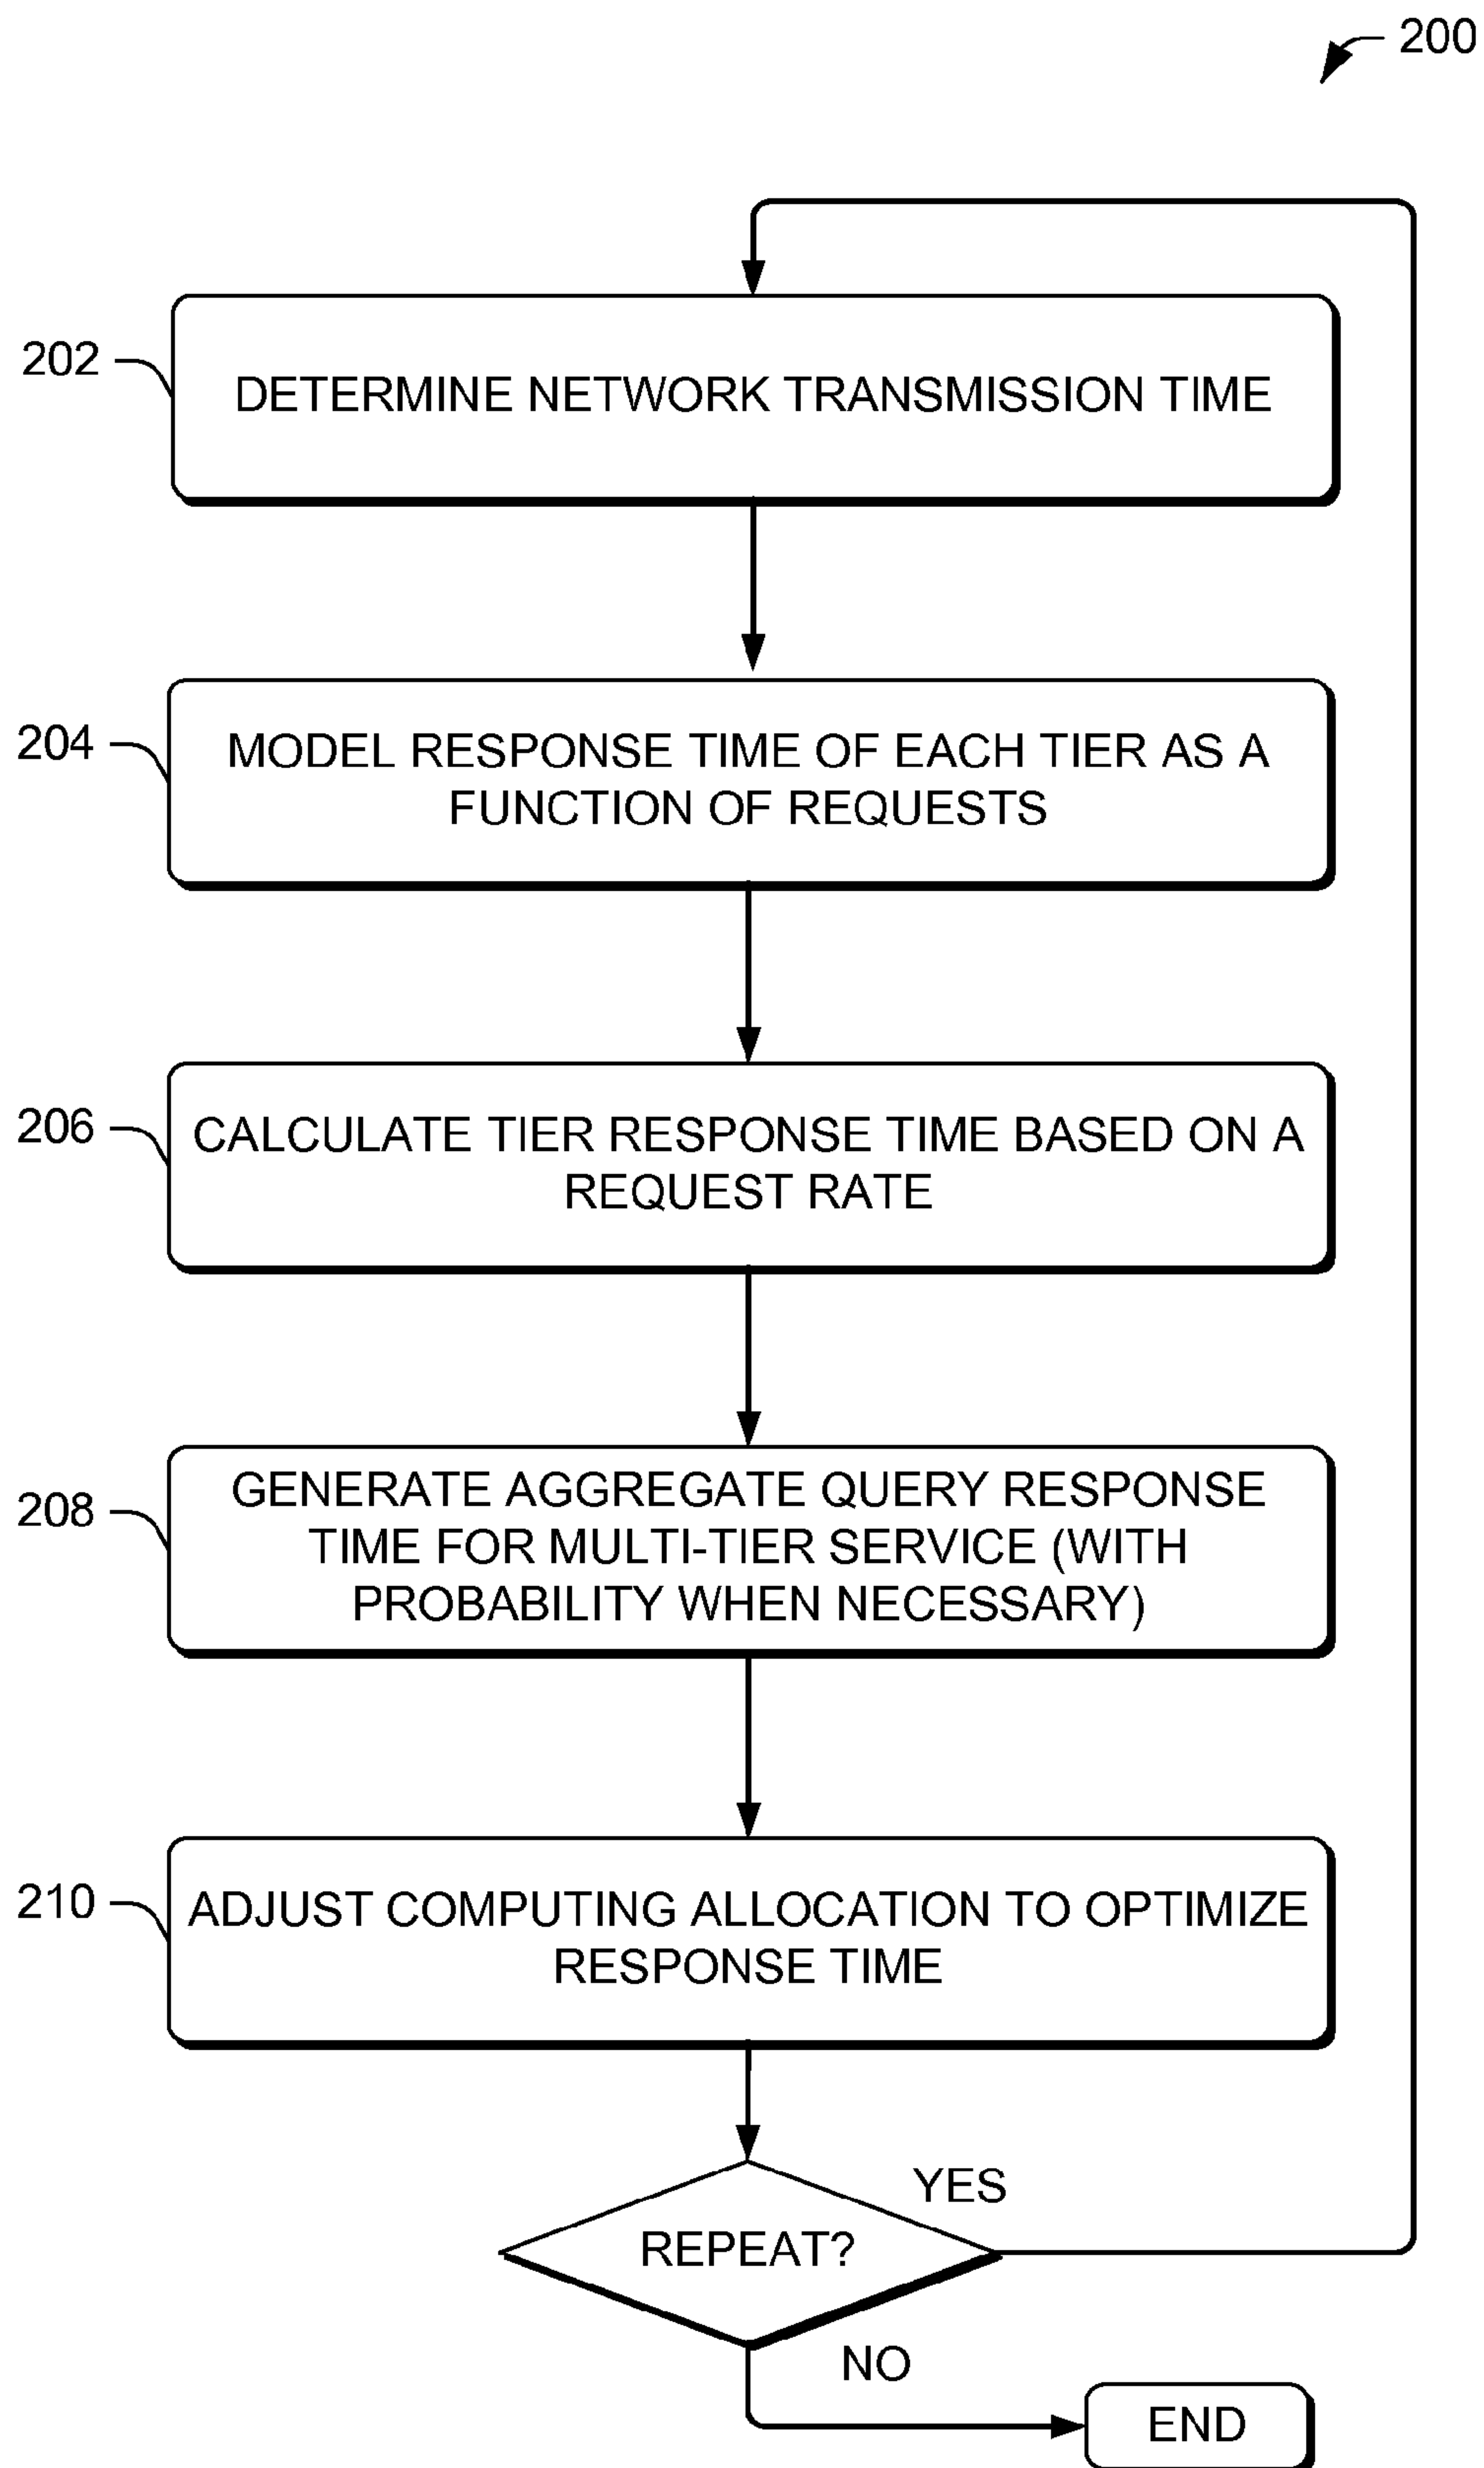 200
202
DETERMINE NETWORK TRANSMISSION TIME
204
MODEL RESPONSE TIME OF EACH TIER AS A
FUNCTION OF REQUESTS
206
CALCULATE TIER RESPONSE TIME BASED ON A
REQUEST RATE
208
GENERATE AGGREGATE QUERY RESPONSE
TIME FOR MULTI-TIER SERVICE (WITH
PROBABILITY WHEN NECESSARY)
210
ADJUST COMPUTING ALLOCATION TO OPTIMIZE
RESPONSE TIME
YES
REPEAT?
NO
END